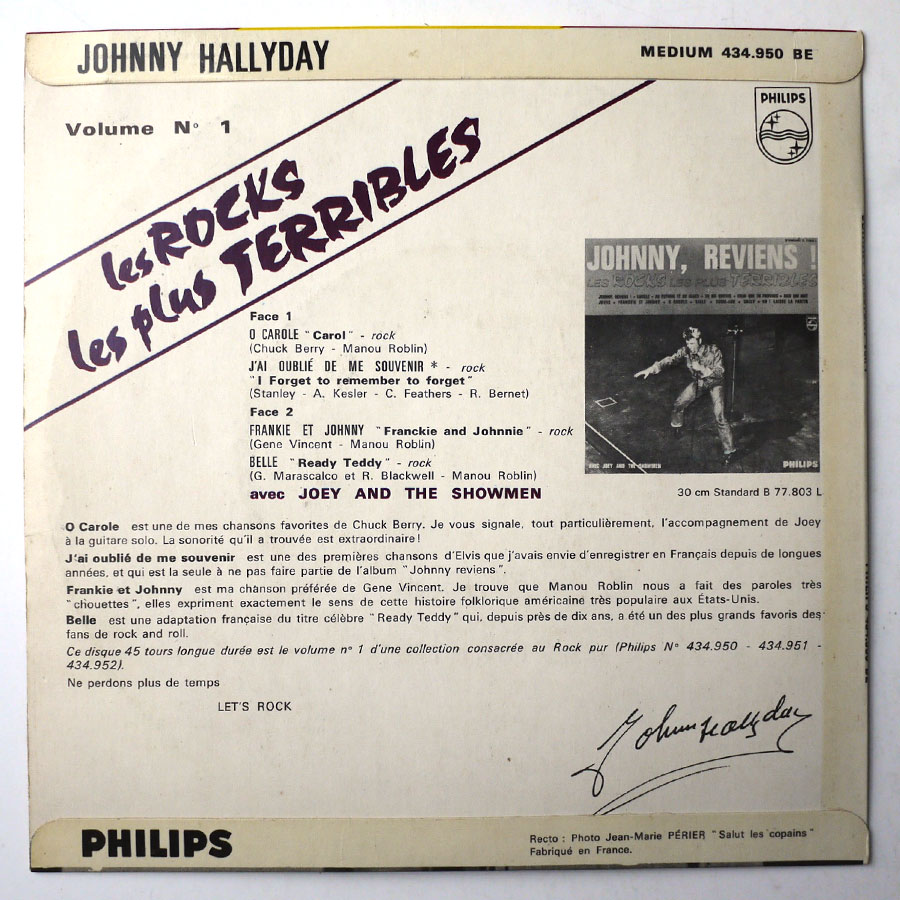 JOHNNY HALLYDAY
MEDIUM 434.950 BE
PHILIPS
Volume N° 1
les ROCKS
les plus TERRIBLES
JOHNNY, REVIENS !
LES ROCKS LES PLUS TERRIBLES
AVEC JOEY AND THE SHOWMEN
PHILIPS
30 cm Standard B 77.803 L
Face 1
O CAROLE "Carol" - rock
(Chuck Berry - Manou Roblin)
J'AI OUBLIÉ DE ME SOUVENIR * - rock
"I Forget to remember to forget"
(Stanley - A. Kesler - C. Feathers - R. Bernet)
Face 2
FRANKIE ET JOHNNY "Franckie and Johnnie" - rock
(Gene Vincent - Manou Roblin)
BELLE "Ready Teddy" - rock
(G. Marascalco et R. Blackwell - Manou Roblin)
avec JOEY AND THE SHOWMEN
O Carole est une de mes chansons favorites de Chuck Berry. Je vous signale, tout particulièrement, l'accompagnement de Joey
à la guitare solo. La sonorité qu'il a trouvée est extraordinaire!
J'ai oublié de me souvenir est une des premières chansons d'Elvis que j'avais envie d'enregistrer en Français depuis de longues
années, et qui est la seule à ne pas faire partie de l'album "Johnny reviens".
Frankie et Johnny est ma chanson préférée de Gene Vincent. Je trouve que Manou Roblin nous a fait des paroles très
"chouettes", elles expriment exactement le sens de cette histoire folklorique américaine très populaire aux États-Unis.
Belle est une adaptation française du titre célèbre "Ready Teddy" qui, depuis près de dix ans, a été un des plus grands favoris des
fans de rock and roll.
Ce disque 45 tours longue durée est le volume n° 1 d'une collection consacrée au Rock pur (Philips N° 434.950 - 434.951 -
434.952).
Ne perdons plus de temps
LET'S ROCK
Johnny Hallyday
PHILIPS
Recto : Photo Jean-Marie PÉRIER "Salut les copains"
Fabriqué en France.